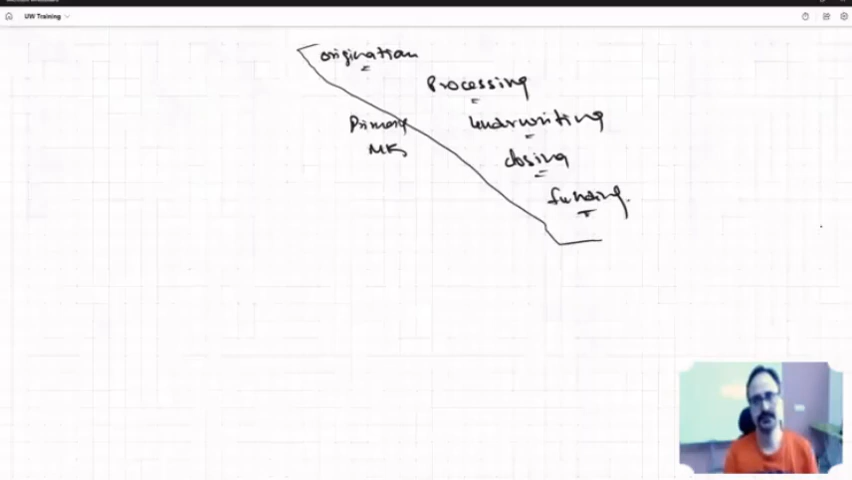 UW Training
origination
Processing
Underwriting
Primary
MK
closing
funding.